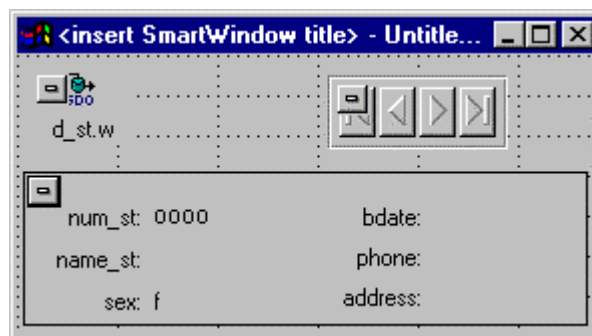 <insert SmartWindow title> - Untitle...
SDO
d_st.w
num_st: 0000 bdate:
name_st: phone:
sex: f address: